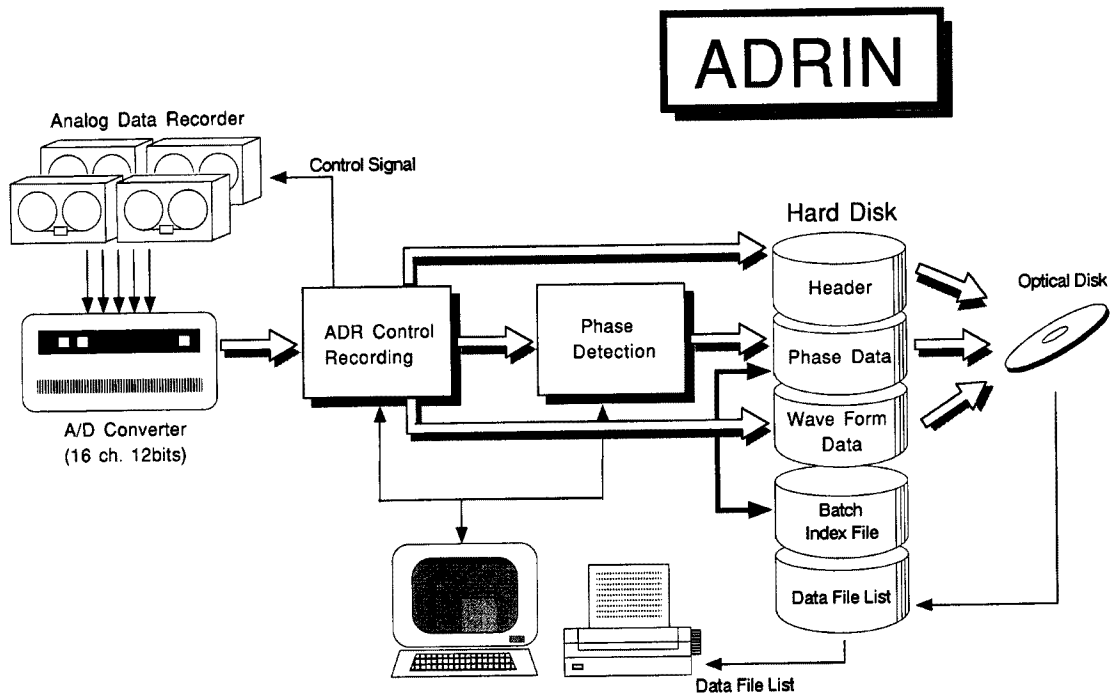 ADRIN
Analog Data Recorder
Control Signal
Hard Disk
Header
Optical Disk
ADR Control
Recording
Phase
Detection
Phase Data
Wave Form
Data
A/D Converter
(16 ch. 12bits)
Batch
Index File
Data File List
Data File List